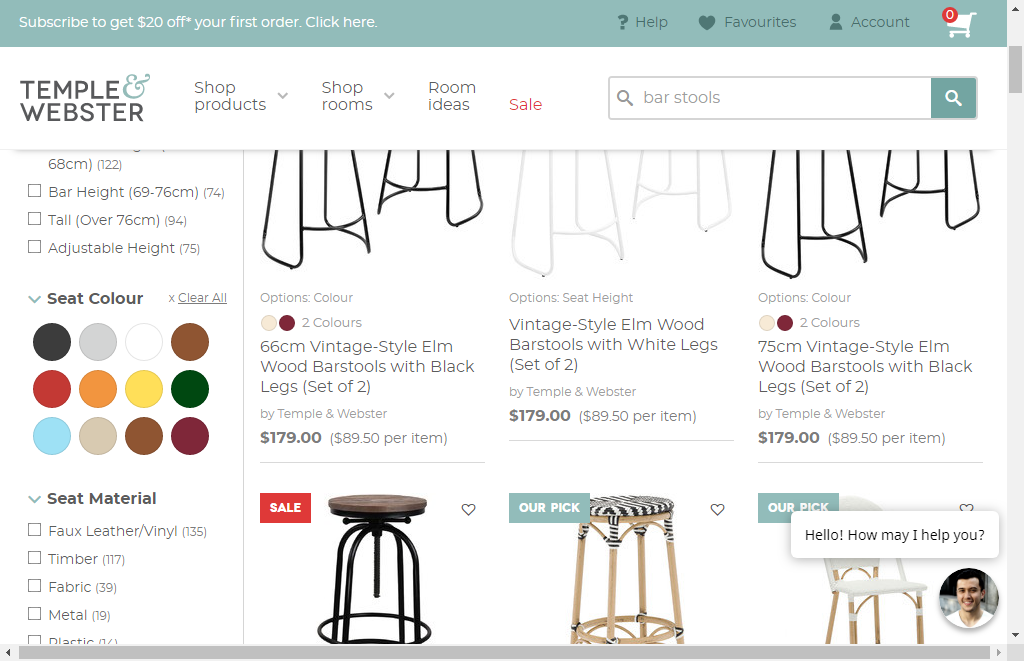 Subscribe to get $20 off* your first order. Click here.
Help
Favourites
Account
0
TEMPLE &
WEBSTER
Shop products
Shop rooms
Room ideas
Sale
bar stools
68cm) (122)
Bar Height (69-76cm) (74)
Tall (Over 76cm) (94)
Adjustable Height (75)
Seat Colour
x Clear All
Seat Material
Faux Leather/Vinyl (135)
Timber (117)
Fabric (39)
Metal (19)
Plastic (14)
Options: Colour
2 Colours
66cm Vintage-Style Elm
Wood Barstools with Black
Legs (Set of 2)
by Temple & Webster
$179.00 ($89.50 per item)
Options: Seat Height
Vintage-Style Elm Wood
Barstools with White Legs
(Set of 2)
by Temple & Webster
$179.00 ($89.50 per item)
Options: Colour
2 Colours
75cm Vintage-Style Elm
Wood Barstools with Black
Legs (Set of 2)
by Temple & Webster
$179.00 ($89.50 per item)
SALE
OUR PICK
OUR PICK
Hello! How may I help you?